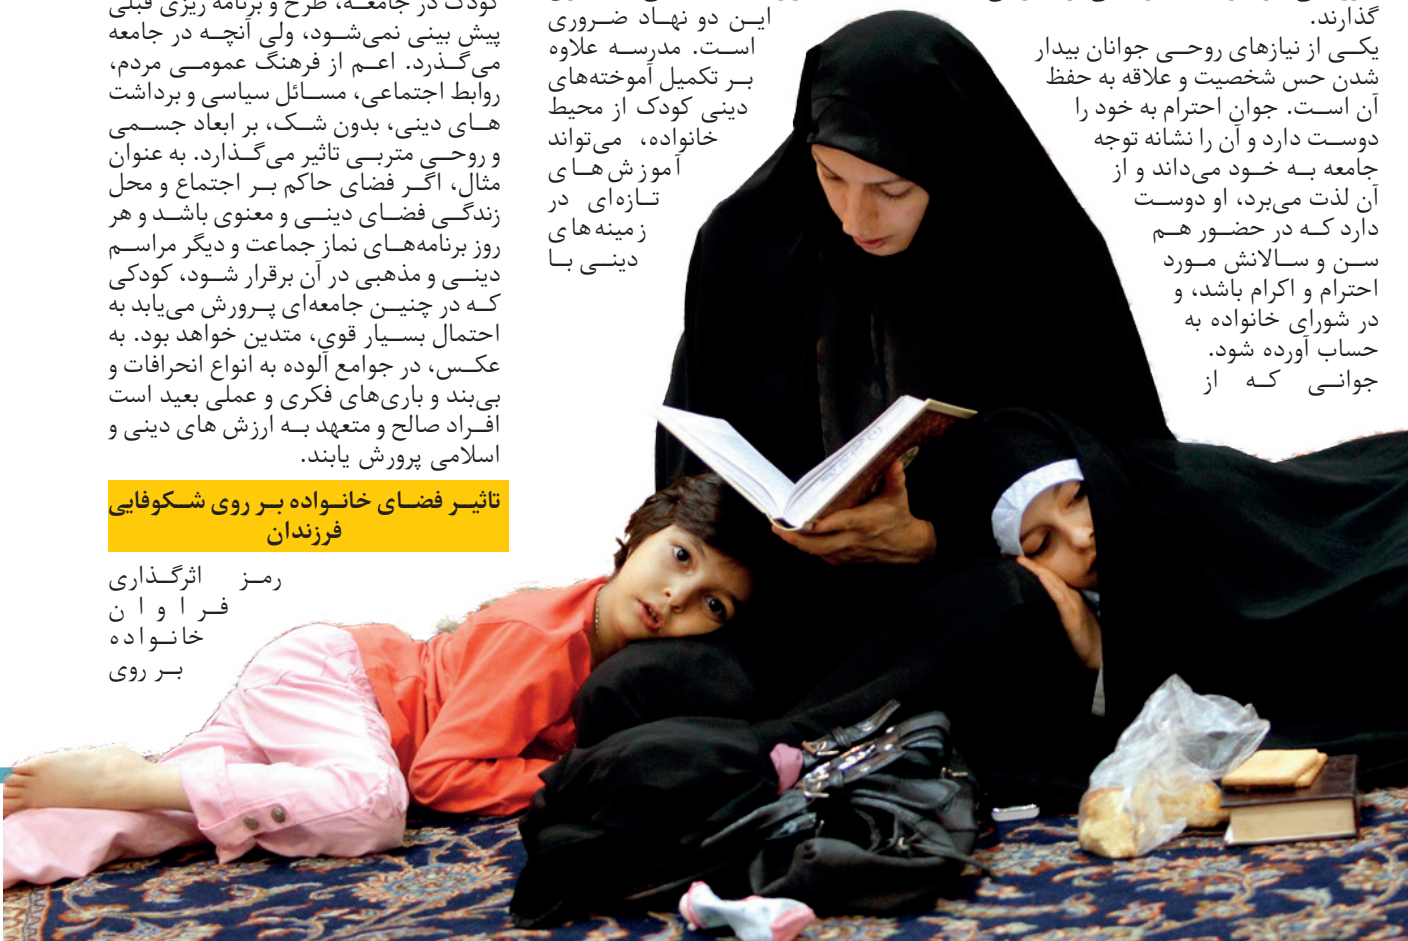 گذارند.
یکی از نیازهای روحی جوانان بیدار
شدن حس شخصیت و علاقه به حفظ
آن است. جوان احترام به خود را
دوست دارد و آن را نشانه توجه
جامعه به خود می‌داند و از
آن لذت می‌برد، او دوست
دارد که در حضور هم
سن و سالانش مورد
احترام و اکرام باشد، و
در شورای خانواده به
حساب آورده شود.
جوانی که از
این دو نهاد ضروری
است. مدرسه علاوه
بر تکمیل آموخته‌های
دینی کودک از محیط
خانواده، می‌تواند
آموزش‌های
تازه‌ای در
زمینه‌های
دینی با
کودک در جامعه، طرح و برنامه ریزی قبلی
پیش بینی نمی‌شود، ولی آنچه در جامعه
می‌گذرد. اعم از فرهنگ عمومی مردم،
روابط اجتماعی، مسائل سیاسی و برداشت
های دینی، بدون شک، بر ابعاد جسمی
و روحی متربی تاثیر می‌گذارد. به عنوان
مثال، اگر فضای حاکم بر اجتماع و محل
زندگی فضای دینی و معنوی باشد و هر
روز برنامه‌های نماز جماعت و دیگر مراسم
دینی و مذهبی در آن برقرار شود، کودکی
که در چنین جامعه‌ای پرورش می‌یابد به
احتمال بسیار قوی، متدین خواهد بود. به
عکس، در جوامع آلوده به انواع انحرافات و
بی‌بند و باری‌های فکری و عملی بعید است
افراد صالح و متعهد به ارزش های دینی و
اسلامی پرورش یابند.
تاثیر فضای خانواده بر روی شکوفایی
فرزندان
رمز اثرگذاری
فراوان
خانواده
بر روی